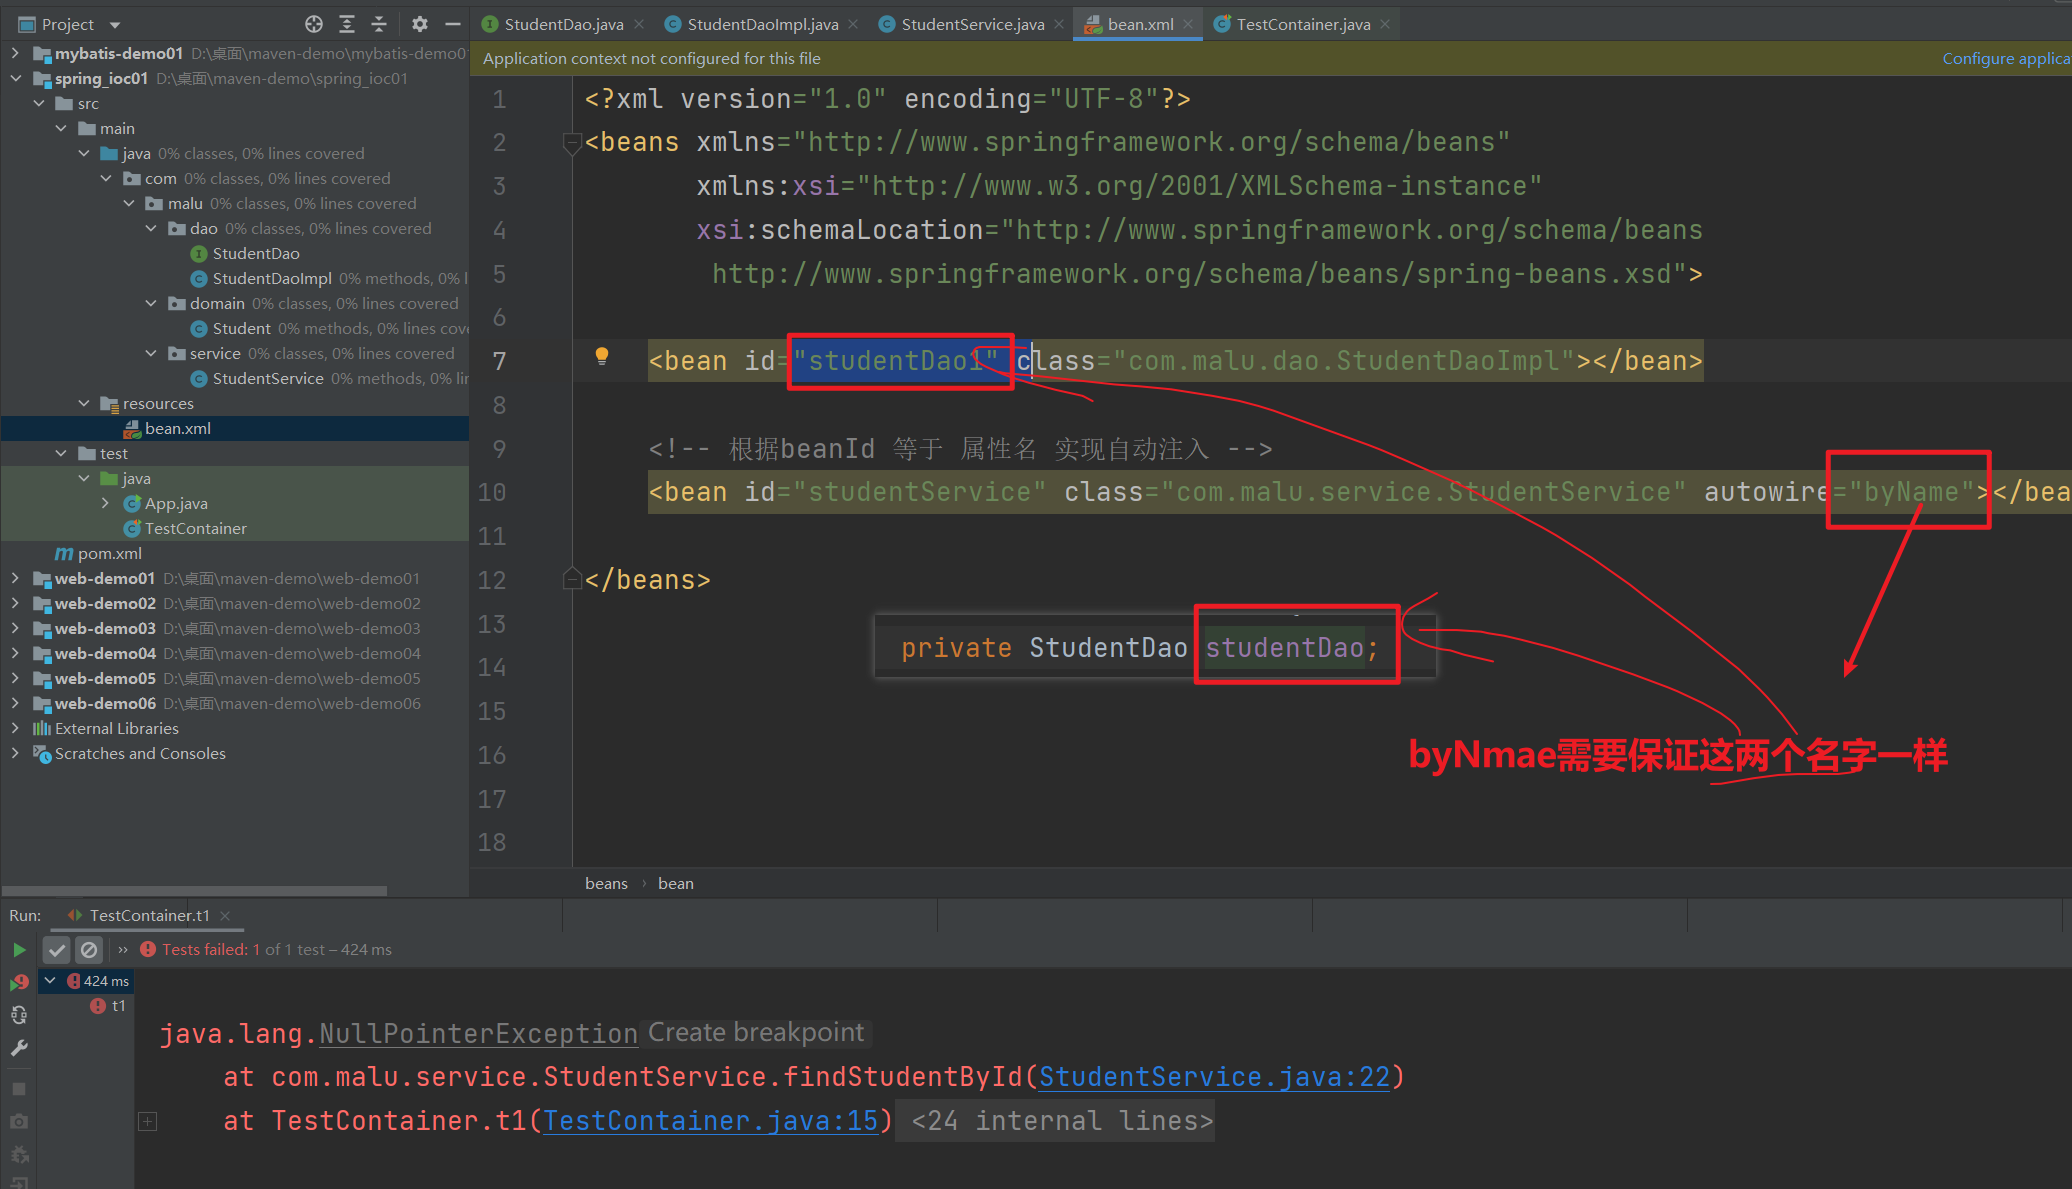 Project
mybatis-demo01 D:\桌面\maven-demo\mybatis-demo01
spring_ioc01 D:\桌面\maven-demo\spring_ioc01
src
main
java 0% classes, 0% lines covered
com 0% classes, 0% lines covered
malu 0% classes, 0% lines covered
dao 0% classes, 0% lines covered
StudentDao
StudentDaoImpl 0% methods, 0% l
domain 0% classes, 0% lines covered
Student 0% methods, 0% lines cove
service 0% classes, 0% lines covered
StudentService 0% methods, 0% lin
resources
bean.xml
test
java
App.java
TestContainer
pom.xml
web-demo01 D:\桌面\maven-demo\web-demo01
web-demo02 D:\桌面\maven-demo\web-demo02
web-demo03 D:\桌面\maven-demo\web-demo03
web-demo04 D:\桌面\maven-demo\web-demo04
web-demo05 D:\桌面\maven-demo\web-demo05
web-demo06 D:\桌面\maven-demo\web-demo06
External Libraries
Scratches and Consoles
StudentDao.java StudentDaoImpl.java StudentService.java bean.xml TestContainer.java
Application context not configured for this file Configure applica
1 <?xml version="1.0" encoding="UTF-8"?>
2 <beans xmlns="http://www.springframework.org/schema/beans"
3 xmlns:xsi="http://www.w3.org/2001/XMLSchema-instance"
4 xsi:schemaLocation="http://www.springframework.org/schema/beans
5 http://www.springframework.org/schema/beans/spring-beans.xsd">
6
7 <bean id="studentDao1" class="com.malu.dao.StudentDaoImpl"></bean>
8
9 <!-- 根据beanId 等于 属性名 实现自动注入 -->
10 <bean id="studentService" class="com.malu.service.StudentService" autowire="byName"></bea
11
12 </beans>
13
private StudentDao studentDao;
14
15
16
byNmae需要保证这两个名字一样
17
18
beans › bean
Run: TestContainer.t1
Tests failed: 1 of 1 test – 424 ms
424 ms
t1
java.lang.NullPointerException Create breakpoint
at com.malu.service.StudentService.findStudentById(StudentService.java:22)
at TestContainer.t1(TestContainer.java:15) <24 internal lines>